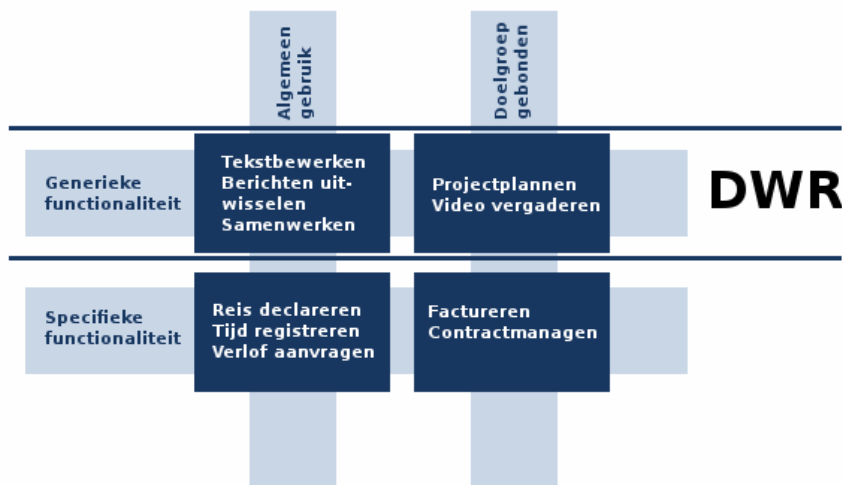 Algemeen
gebruik
Doelgroep
gebonden
Generieke
functionaliteit
Tekstbewerken
Berichten uit-
wisselen
Samenwerken
Projectplannen
Video vergaderen
DWR
Specifieke
functionaliteit
Reis declareren
Tijd registreren
Verlof aanvragen
Factureren
Contractmanagen